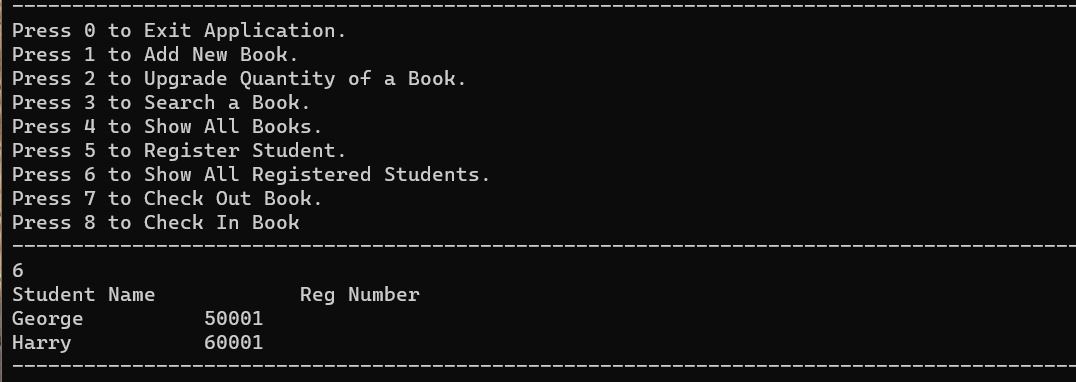 Press 0 to Exit Application.
Press 1 to Add New Book.
Press 2 to Upgrade Quantity of a Book.
Press 3 to Search a Book.
Press 4 to Show All Books.
Press 5 to Register Student.
Press 6 to Show All Registered Students.
Press 7 to Check Out Book.
Press 8 to Check In Book
6
Student Name            Reg Number
George          50001
Harry           60001